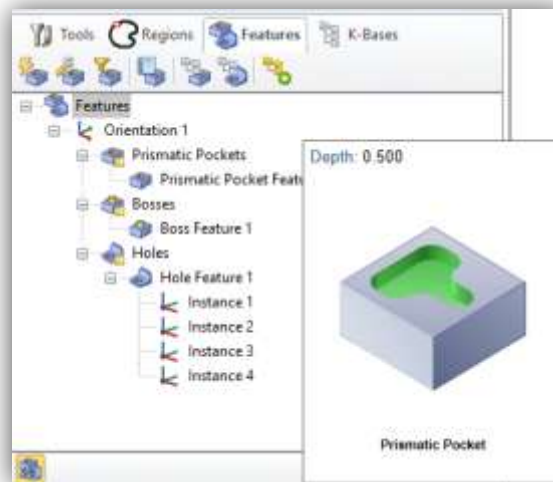 Tools Regions Features K-Bases
Features
Orientation 1
Prismatic Pockets
Prismatic Pocket Featu
Bosses
Boss Feature 1
Holes
Hole Feature 1
Instance 1
Instance 2
Instance 3
Instance 4
Depth: 0.500
Prismatic Pocket